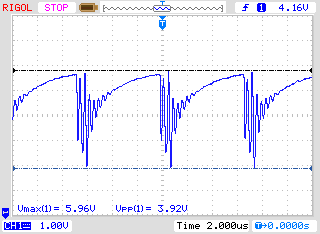 RIGOL STOP T f 1 4.16V
T
Vmax(1)= 5.96V Vpp(1)= 3.92V
CH1 1.00V Time 2.000us T→0.0000s